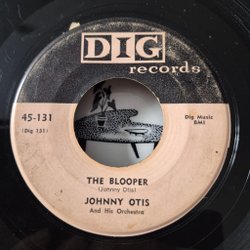 DIG
records
45-131
(Dig 131)
Dig Music
BMI
THE BLOOPER
(Johnny Otis)
JOHNNY OTIS
And His Orchestra